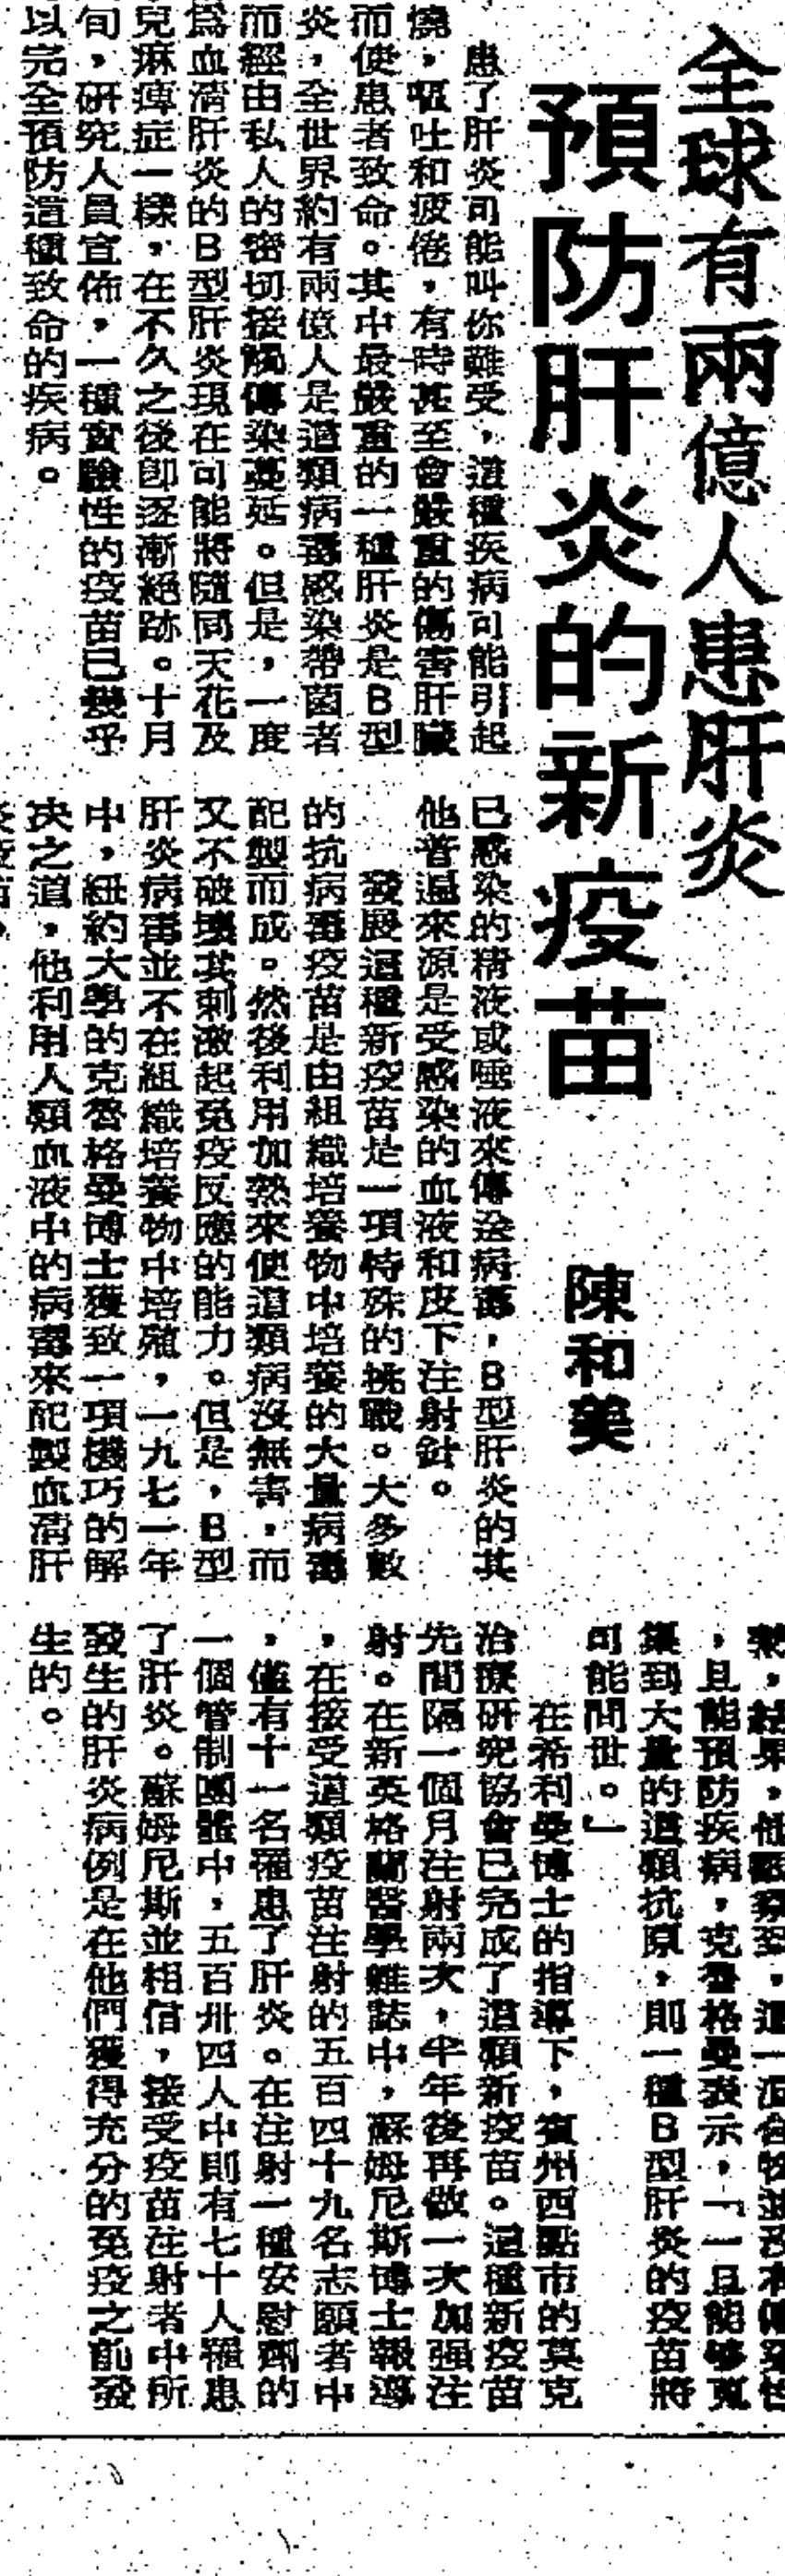 全球有兩億人患肝炎
預防肝炎的新疫苗
陳和美
患了肝炎可能叫你難受，這種疾病可能引起
燒，嘔吐和疲倦，有時甚至會嚴重的傷害肝臟
而使患者致命。其中最嚴重的一種肝炎是B型
炎，全世界約有兩億人是這類病毒感染帶菌者
而經由私人的密切接觸傳染蔓延。但是，一度
為血清肝炎的B型肝炎現在可能將隨同天花及
兒麻痺症一樣，在不久之後卽逐漸絕跡。十月
旬，研究人員宣佈，一種實驗性的疫苗已幾乎
以完全預防這種致命的疾病。
已感染的精液或唾液來傳染病毒，B型肝炎的其
他普遍來源是受感染的血液和皮下注射針。
發展這種新疫苗是一項特殊的挑戰。大多數
的抗病毒疫苗是由組織培養物中培養的大量病毒
配製而成。然後利用加熱來使這類病毒無害，而
又不破壞其刺激起免疫反應的能力。但是，B型
肝炎病毒並不在組織培養物中培殖，一九七一年
中，紐約大學的克魯格曼博士獲致一項機巧的解
決之道，他利用人類血液中的病毒來配製血清肝
炎疫苗，
結果，他觀察至，這一混合物並沒有傳染性
，且能預防疾病，克魯格曼表示，「一旦能够蒐
集到大量的這類抗原，則一種B型肝炎的疫苗將
可能問世。」
在希利曼博士的指導下，賓州西點市的莫克
治療研究協會已完成了這類新疫苗。這種新疫苗
先間隔一個月注射兩次，半年後再做一次加强注
射。在新英格蘭醫學雜誌中，蘇姆尼斯博士報導
，在接受這類疫苗注射的五百四十九名志願者中
，僅有十一名罹患了肝炎。在注射一種安慰劑的
一個管制團體中，五百卅四人中則有七十人罹患
了肝炎。蘇姆尼斯並相信，接受疫苗注射者中所
發生的肝炎病例是在他們獲得充分的免疫之前發
生的。